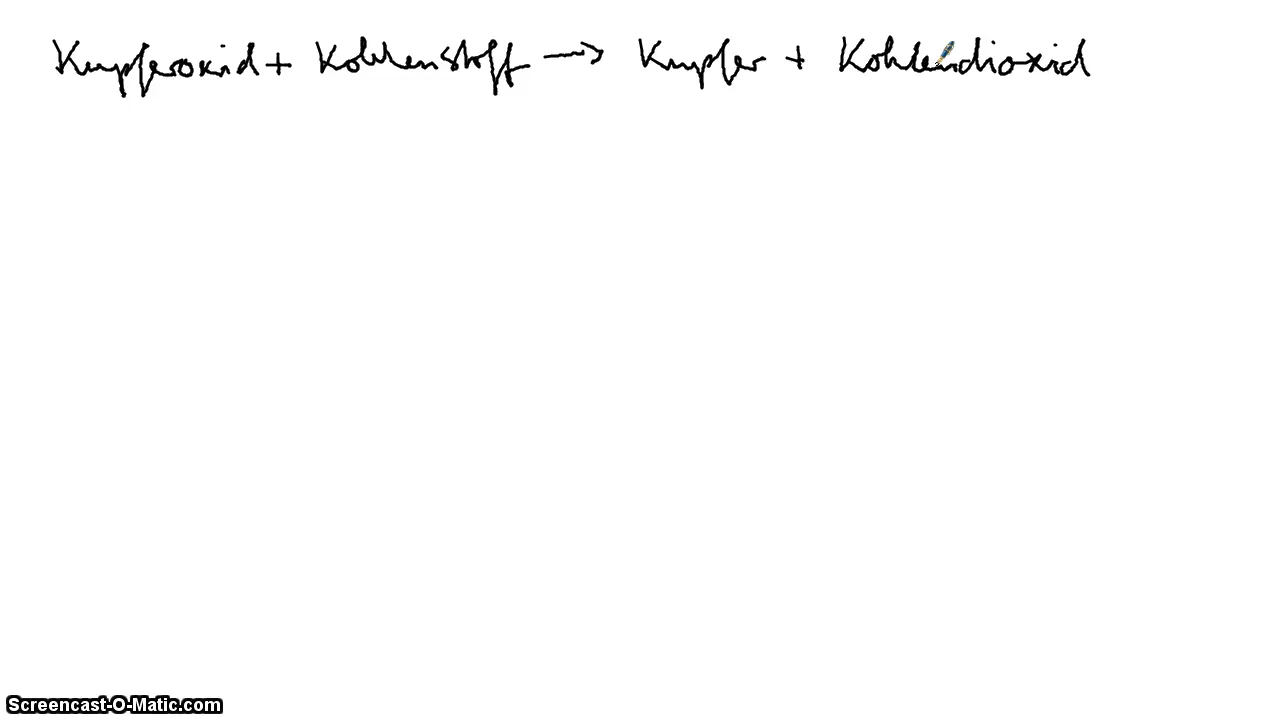 Kupferoxid + Kohlenstoff → Kupfer + Kohlendioxid
Screencast-O-Matic.com